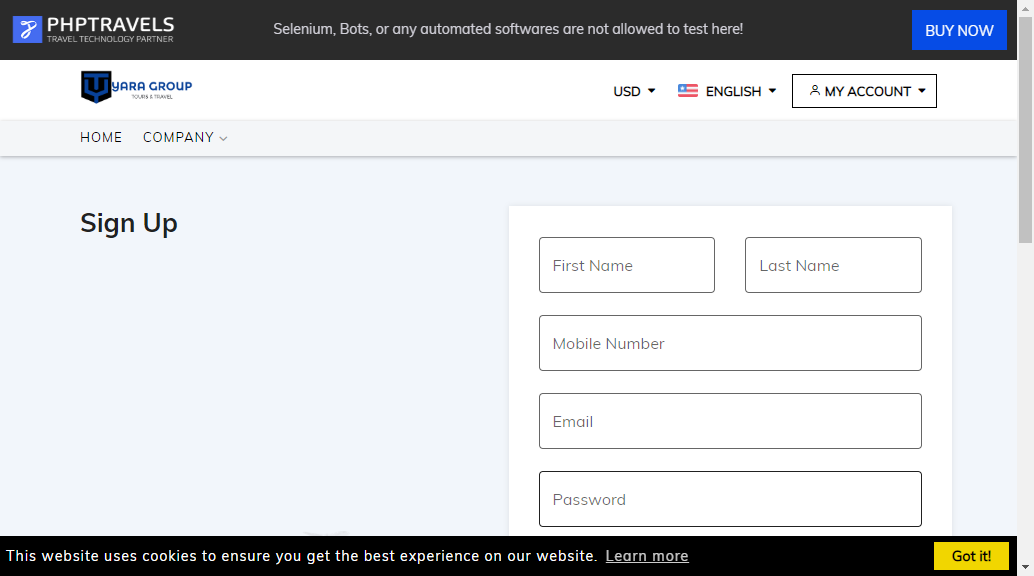 PHPTRAVELS
TRAVEL TECHNOLOGY PARTNER
Selenium, Bots, or any automated softwares are not allowed to test here!
BUY NOW
YARA GROUP
TOURS & TRAVEL
USD
ENGLISH
MY ACCOUNT
HOME
COMPANY
Sign Up
First Name
Last Name
Mobile Number
Email
Password
This website uses cookies to ensure you get the best experience on our website. Learn more
Got it!